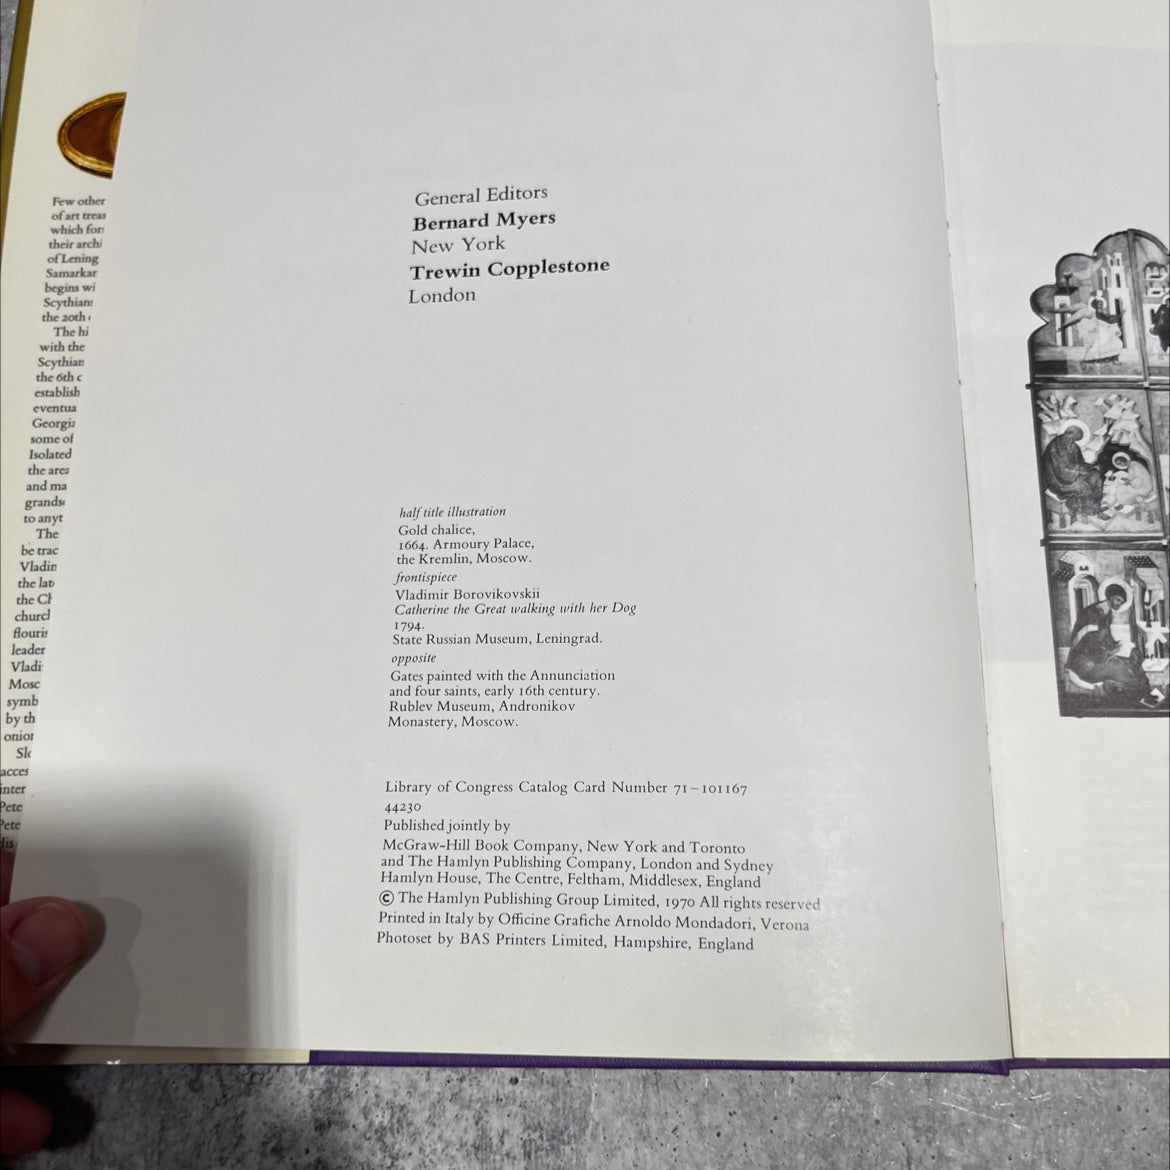 Few other
of art treas
which for
their archi
of Lening
Samarkar
begins wi
Scythian
the 20th
The hi
with the
Scythian
the 6th c
establish
eventua
Georgia
some of
Isolated
the area
and ma
grands
to anyt
The
be trac
Vladin
the lat
the Ch
church
flouris
leader
Vladi
Mosc
symb
by th
onion
Sk
acces
inter
Pete
Pete
His
General Editors
Bernard Myers
New York
Trewin Copplestone
London
half title illustration
Gold chalice,
1664. Armoury Palace,
the Kremlin, Moscow.
frontispiece
Vladimir Borovikovskii
Catherine the Great walking with her Dog
1794.
State Russian Museum, Leningrad.
opposite
Gates painted with the Annunciation
and four saints, early 16th century.
Rublev Museum, Andronikov
Monastery, Moscow.
Library of Congress Catalog Card Number 71-101167
44230
Published jointly by
McGraw-Hill Book Company, New York and Toronto
and The Hamlyn Publishing Company, London and Sydney
Hamlyn House, The Centre, Feltham, Middlesex, England
© The Hamlyn Publishing Group Limited, 1970 All rights reserved
Printed in Italy by Officine Grafiche Arnoldo Mondadori, Verona
Photoset by BAS Printers Limited, Hampshire, England